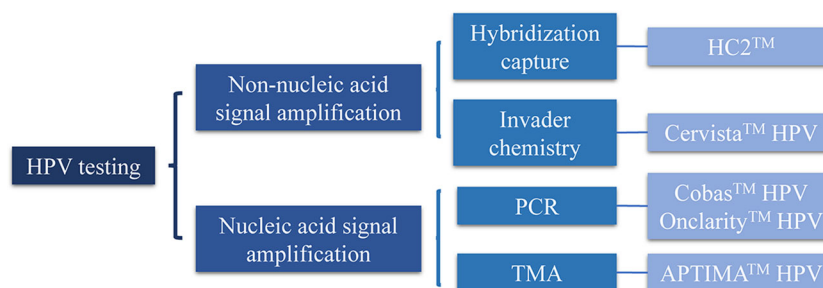 HPV testing
Non-nucleic acid
signal amplification
Hybridization
capture
HC2™
Invader
chemistry
Cervista™ HPV
Nucleic acid signal
amplification
PCR
Cobas™ HPV
Onclarity™ HPV
TMA
APTIMA™ HPV